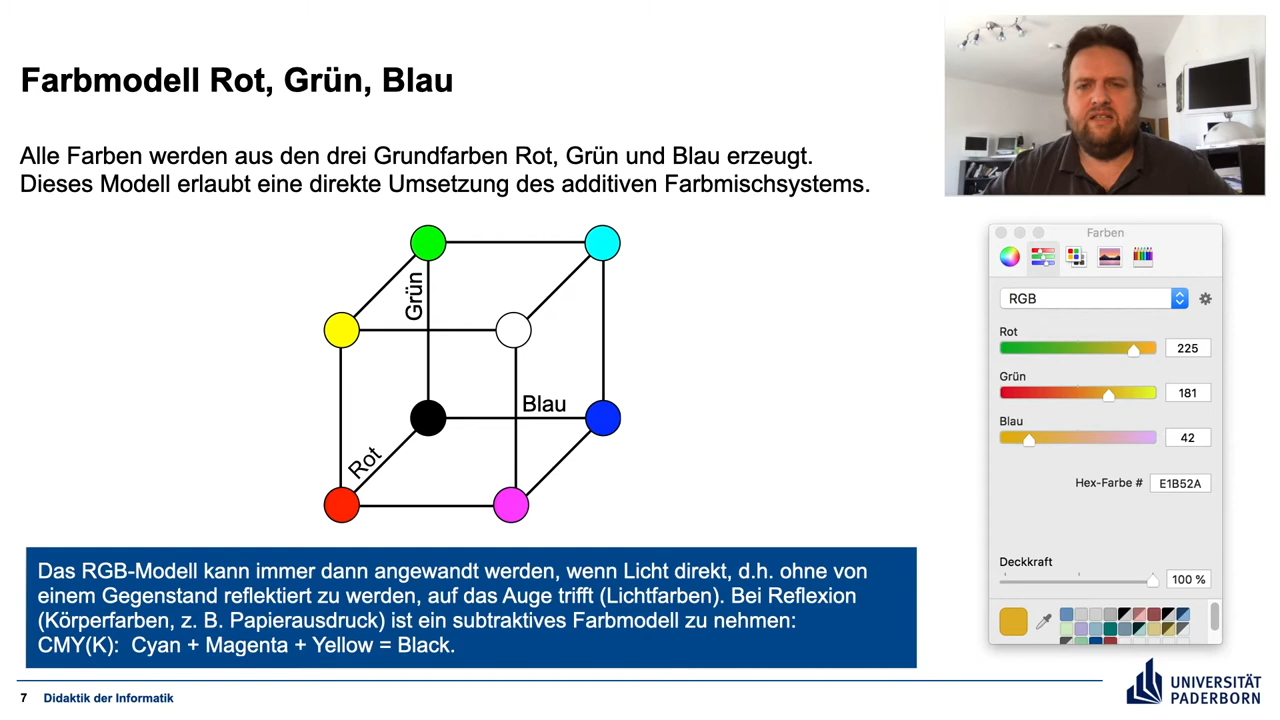 Farbmodell Rot, Grün, Blau
Alle Farben werden aus den drei Grundfarben Rot, Grün und Blau erzeugt.
Dieses Modell erlaubt eine direkte Umsetzung des additiven Farbmischsystems.
Grün
Blau
Rot
Das RGB-Modell kann immer dann angewandt werden, wenn Licht direkt, d.h. ohne von
einem Gegenstand reflektiert zu werden, auf das Auge trifft (Lichtfarben). Bei Reflexion
(Körperfarben, z. B. Papierausdruck) ist ein subtraktives Farbmodell zu nehmen:
CMY(K): Cyan + Magenta + Yellow = Black.
Farben
RGB
Rot
225
Grün
181
Blau
42
Hex-Farbe # E1B52A
Deckkraft
100 %
7 Didaktik der Informatik
UNIVERSITÄT
PADERBORN